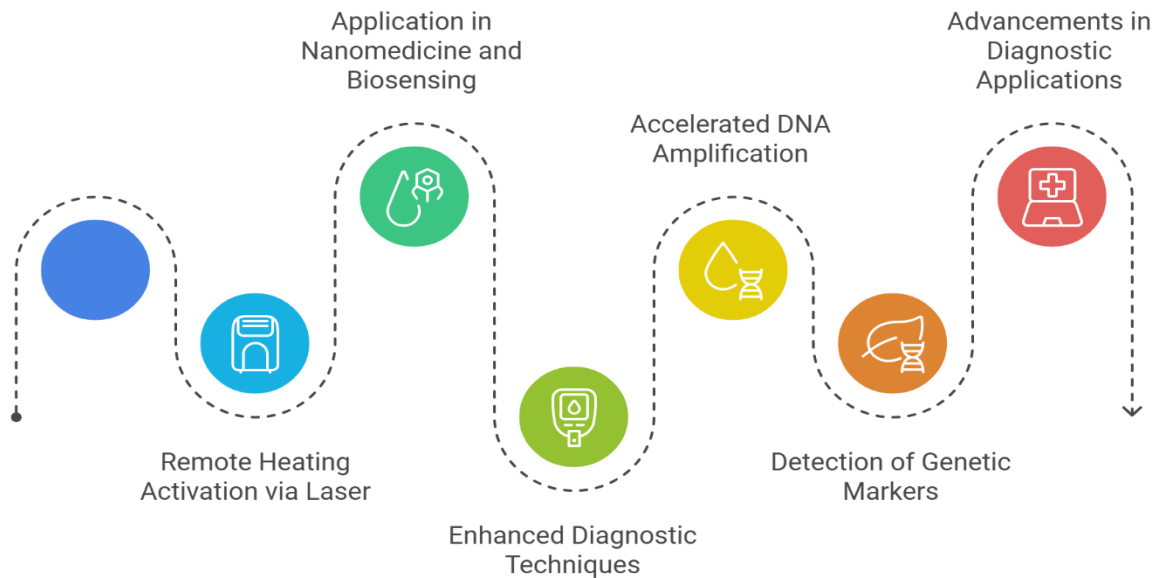 Remote Heating
Activation via Laser
Application in
Nanomedicine and
Biosensing
Enhanced Diagnostic
Techniques
Accelerated DNA
Amplification
Detection of Genetic
Markers
Advancements in
Diagnostic
Applications